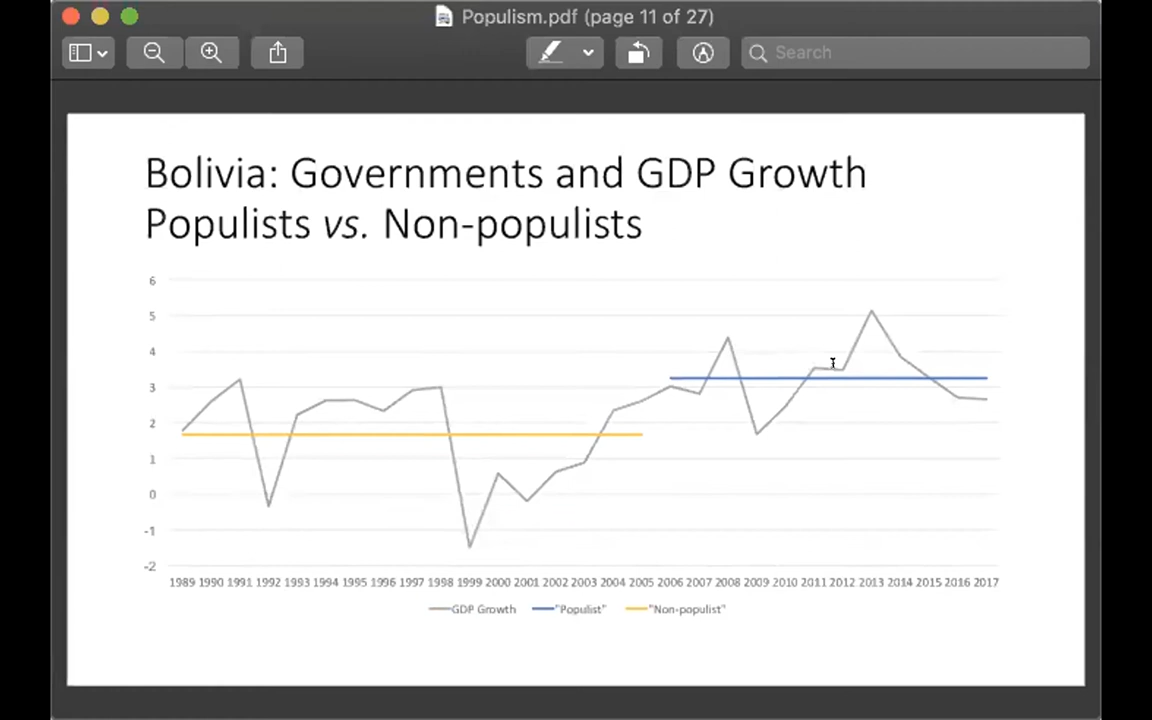 Populism.pdf (page 11 of 27)
Search
Bolivia: Governments and GDP Growth
Populists vs. Non-populists
6
5
4
3
2
1
0
-1
-2
1989 1990 1991 1992 1993 1994 1995 1996 1997 1998 1999 2000 2001 2002 2003 2004 2005 2006 2007 2008 2009 2010 2011 2012 2013 2014 2015 2016 2017
GDP Growth "Populist" "Non-populist"